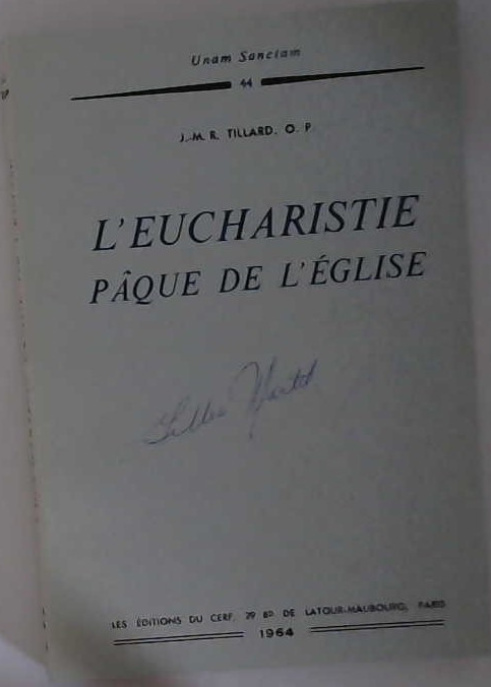 Unam Sanctam
44
J.-M. R. TILLARD, O. P.
L'EUCHARISTIE
PÂQUE DE L'ÉGLISE
LES ÉDITIONS DU CERF, 29 BD DE LATOUR-MAUBOURG, PARIS
1964